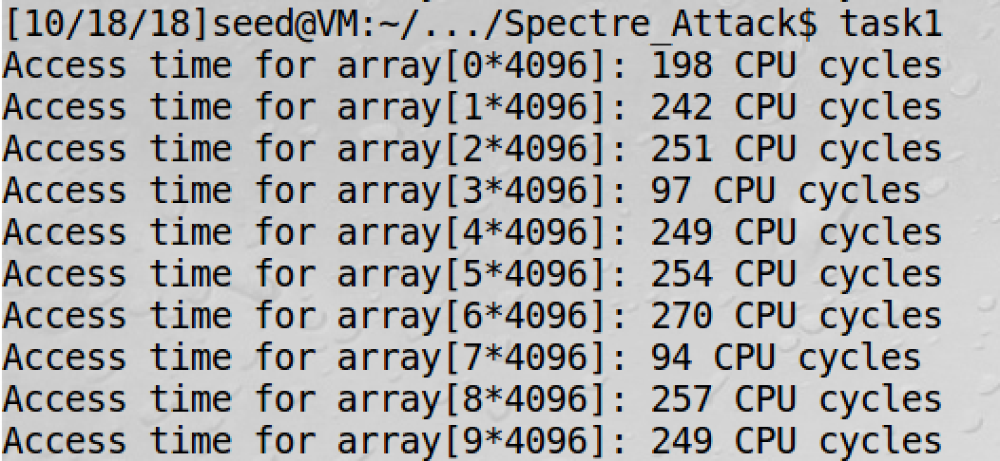 [10/18/18]seed@VM:~/.../Spectre_Attack$ task1
Access time for array[0*4096]: 198 CPU cycles
Access time for array[1*4096]: 242 CPU cycles
Access time for array[2*4096]: 251 CPU cycles
Access time for array[3*4096]: 97 CPU cycles
Access time for array[4*4096]: 249 CPU cycles
Access time for array[5*4096]: 254 CPU cycles
Access time for array[6*4096]: 270 CPU cycles
Access time for array[7*4096]: 94 CPU cycles
Access time for array[8*4096]: 257 CPU cycles
Access time for array[9*4096]: 249 CPU cycles